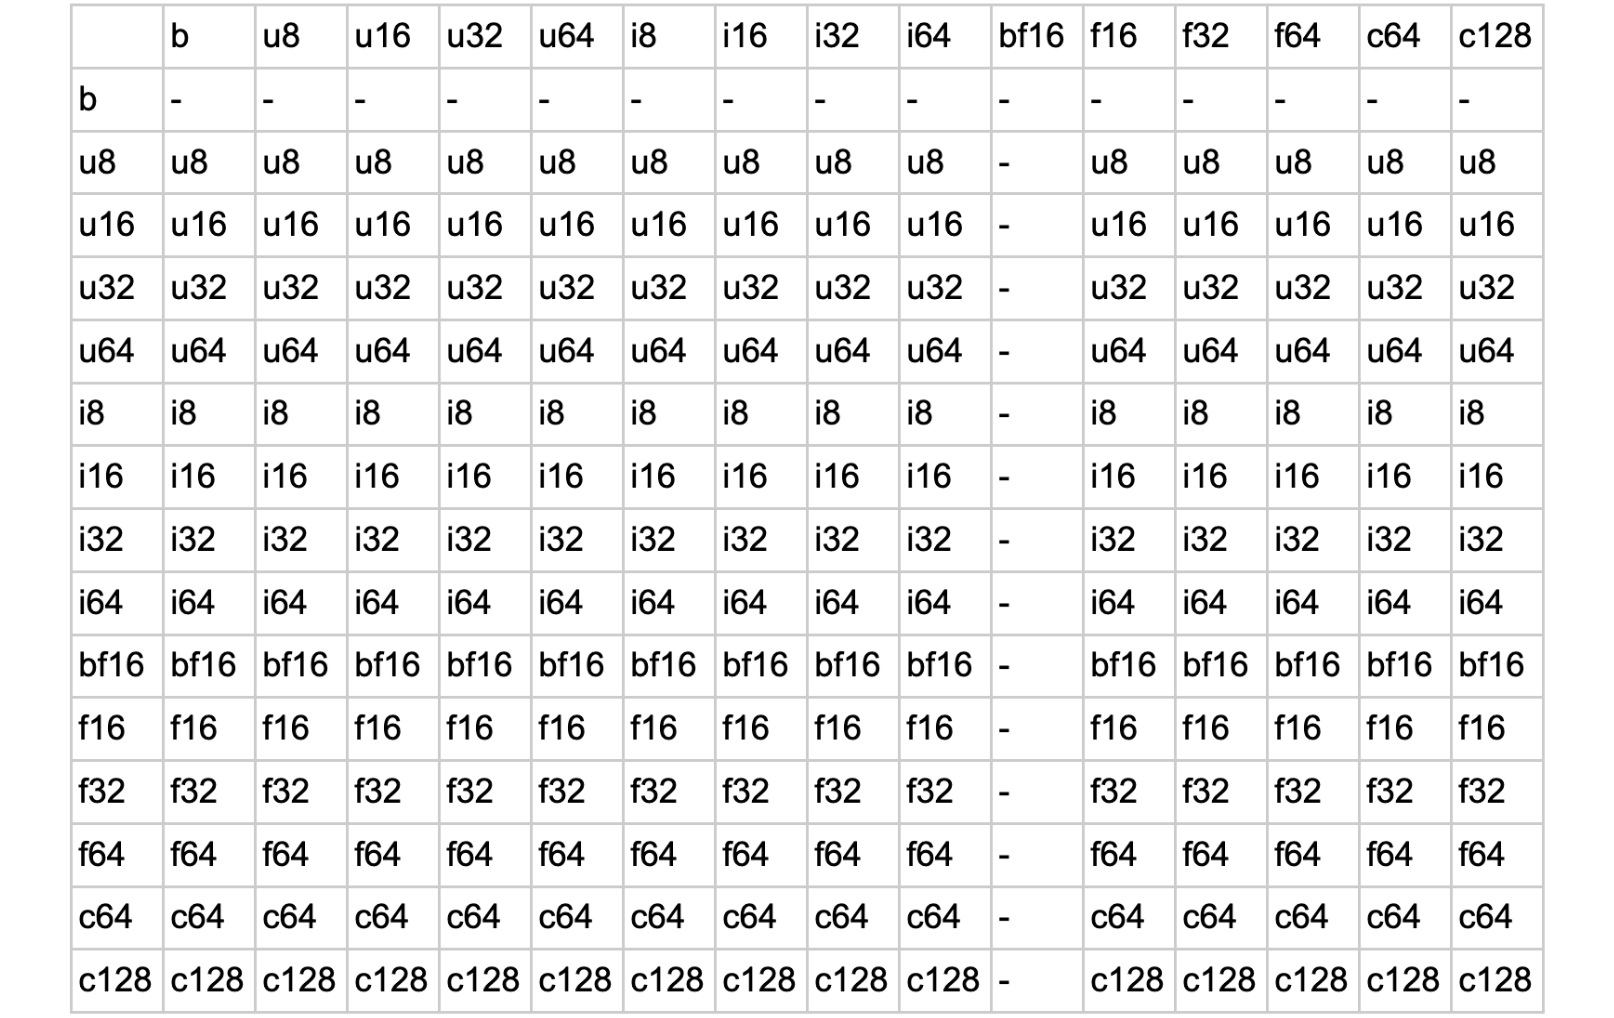 b u8 u16 u32 u64 i8 i16 i32 i64 bf16 f16 f32 f64 c64 c128
b - - - - - - - - - - - - - - -
u8 u8 u8 u8 u8 u8 u8 u8 u8 u8 - u8 u8 u8 u8 u8
u16 u16 u16 u16 u16 u16 u16 u16 u16 u16 - u16 u16 u16 u16 u16
u32 u32 u32 u32 u32 u32 u32 u32 u32 u32 - u32 u32 u32 u32 u32
u64 u64 u64 u64 u64 u64 u64 u64 u64 u64 - u64 u64 u64 u64 u64
i8 i8 i8 i8 i8 i8 i8 i8 i8 i8 - i8 i8 i8 i8 i8
i16 i16 i16 i16 i16 i16 i16 i16 i16 i16 - i16 i16 i16 i16 i16
i32 i32 i32 i32 i32 i32 i32 i32 i32 i32 - i32 i32 i32 i32 i32
i64 i64 i64 i64 i64 i64 i64 i64 i64 i64 - i64 i64 i64 i64 i64
bf16 bf16 bf16 bf16 bf16 bf16 bf16 bf16 bf16 bf16 - bf16 bf16 bf16 bf16 bf16
f16 f16 f16 f16 f16 f16 f16 f16 f16 f16 - f16 f16 f16 f16 f16
f32 f32 f32 f32 f32 f32 f32 f32 f32 f32 - f32 f32 f32 f32 f32
f64 f64 f64 f64 f64 f64 f64 f64 f64 f64 - f64 f64 f64 f64 f64
c64 c64 c64 c64 c64 c64 c64 c64 c64 c64 - c64 c64 c64 c64 c64
c128 c128 c128 c128 c128 c128 c128 c128 c128 c128 - c128 c128 c128 c128 c128